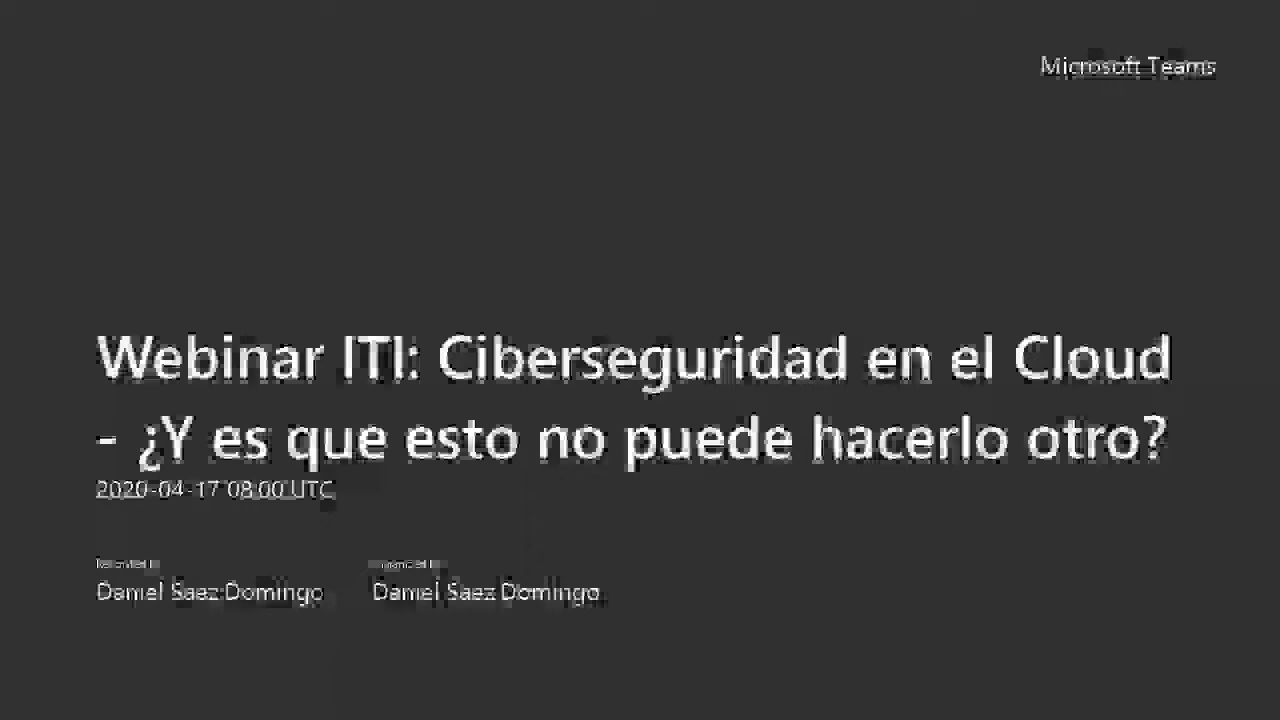 Microsoft Teams
Webinar ITI: Ciberseguridad en el Cloud
- ¿Y es que esto no puede hacerlo otro?
2020-04-17 08:00 UTC
Daniel Saez Domingo
Daniel Saez Domingo